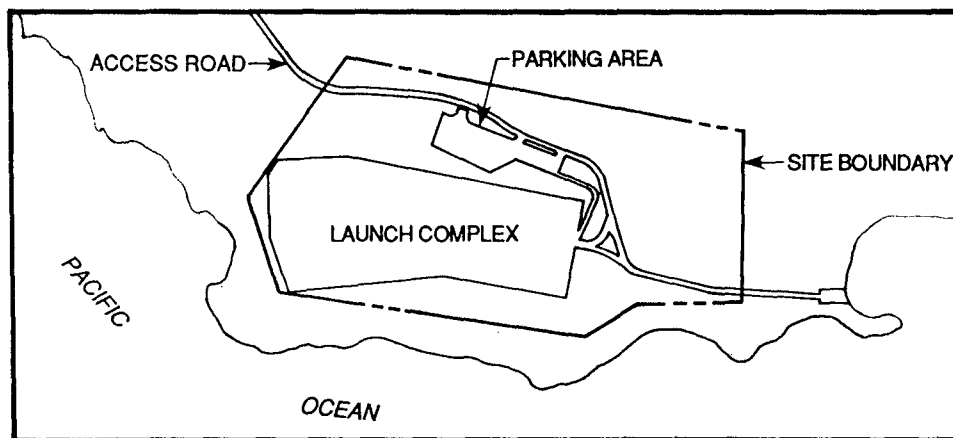 ACCESS ROAD
PARKING AREA
SITE BOUNDARY
LAUNCH COMPLEX
PACIFIC
OCEAN